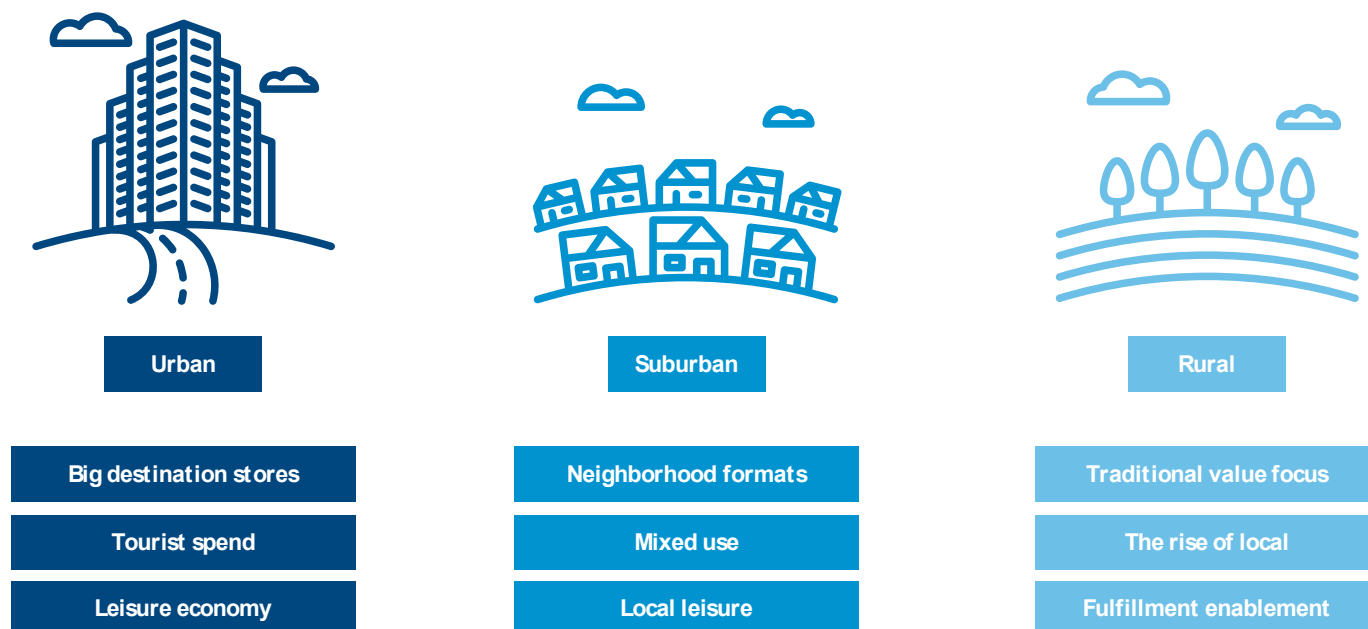 Urban
Suburban
Rural
Big destination stores
Neighborhood formats
Traditional value focus
Tourist spend
Mixed use
The rise of local
Leisure economy
Local leisure
Fulfillment enablement